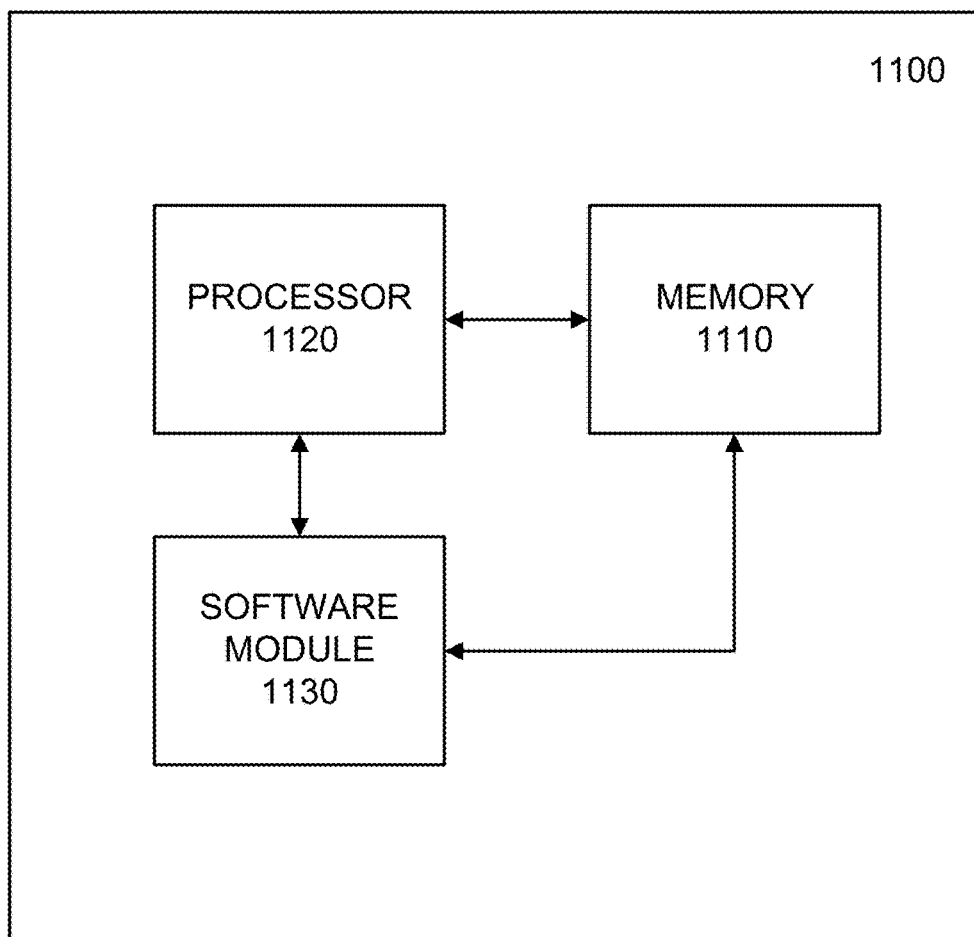 1100
PROCESSOR
1120
MEMORY
1110
SOFTWARE
MODULE
1130